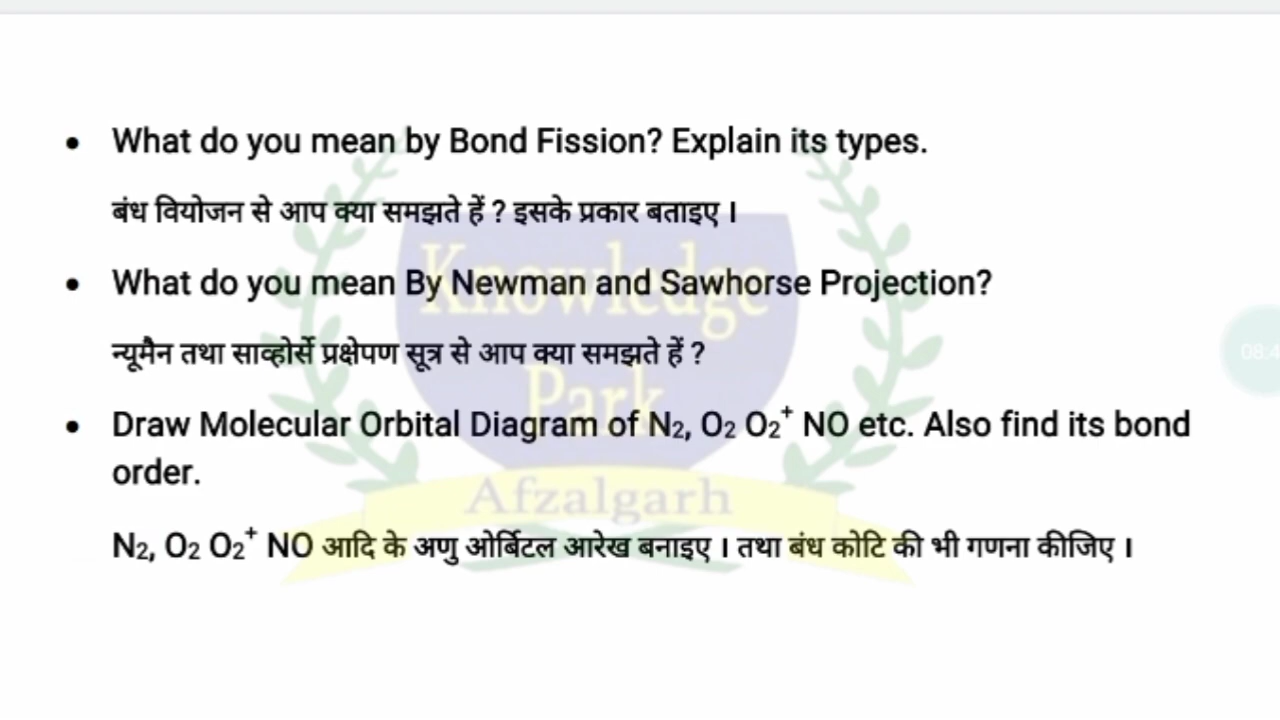 • What do you mean by Bond Fission? Explain its types.
बंध वियोजन से आप क्या समझते हें ? इसके प्रकार बताइए ।
• What do you mean By Newman and Sawhorse Projection?
न्यूमैन तथा साव्होर्से प्रक्षेपण सूत्र से आप क्या समझते हें ?
• Draw Molecular Orbital Diagram of N₂, O₂ O₂⁺ NO etc. Also find its bond
order.
N₂, O₂ O₂⁺ NO आदि के अणु ओर्बिटल आरेख बनाइए । तथा बंध कोटि की भी गणना कीजिए ।
Knowledge
Park
Afzalgarh